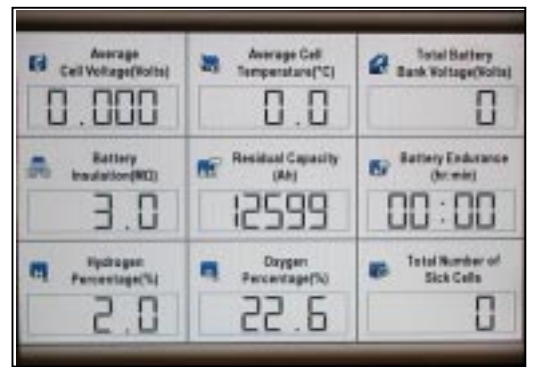 Average
Cell Voltage(Volts)
0.000
Average Cell
Temperature(°C)
0.0
Total Battery
Bank Voltage(Volts)
0
Battery
Insulation(MΩ)
3.0
Residual Capacity
(Ah)
12599
Battery Endurance
(hr:min)
00:00
Hydrogen
Percentage(%)
2.0
Oxygen
Percentage(%)
22.6
Total Number of
Sick Cells
0